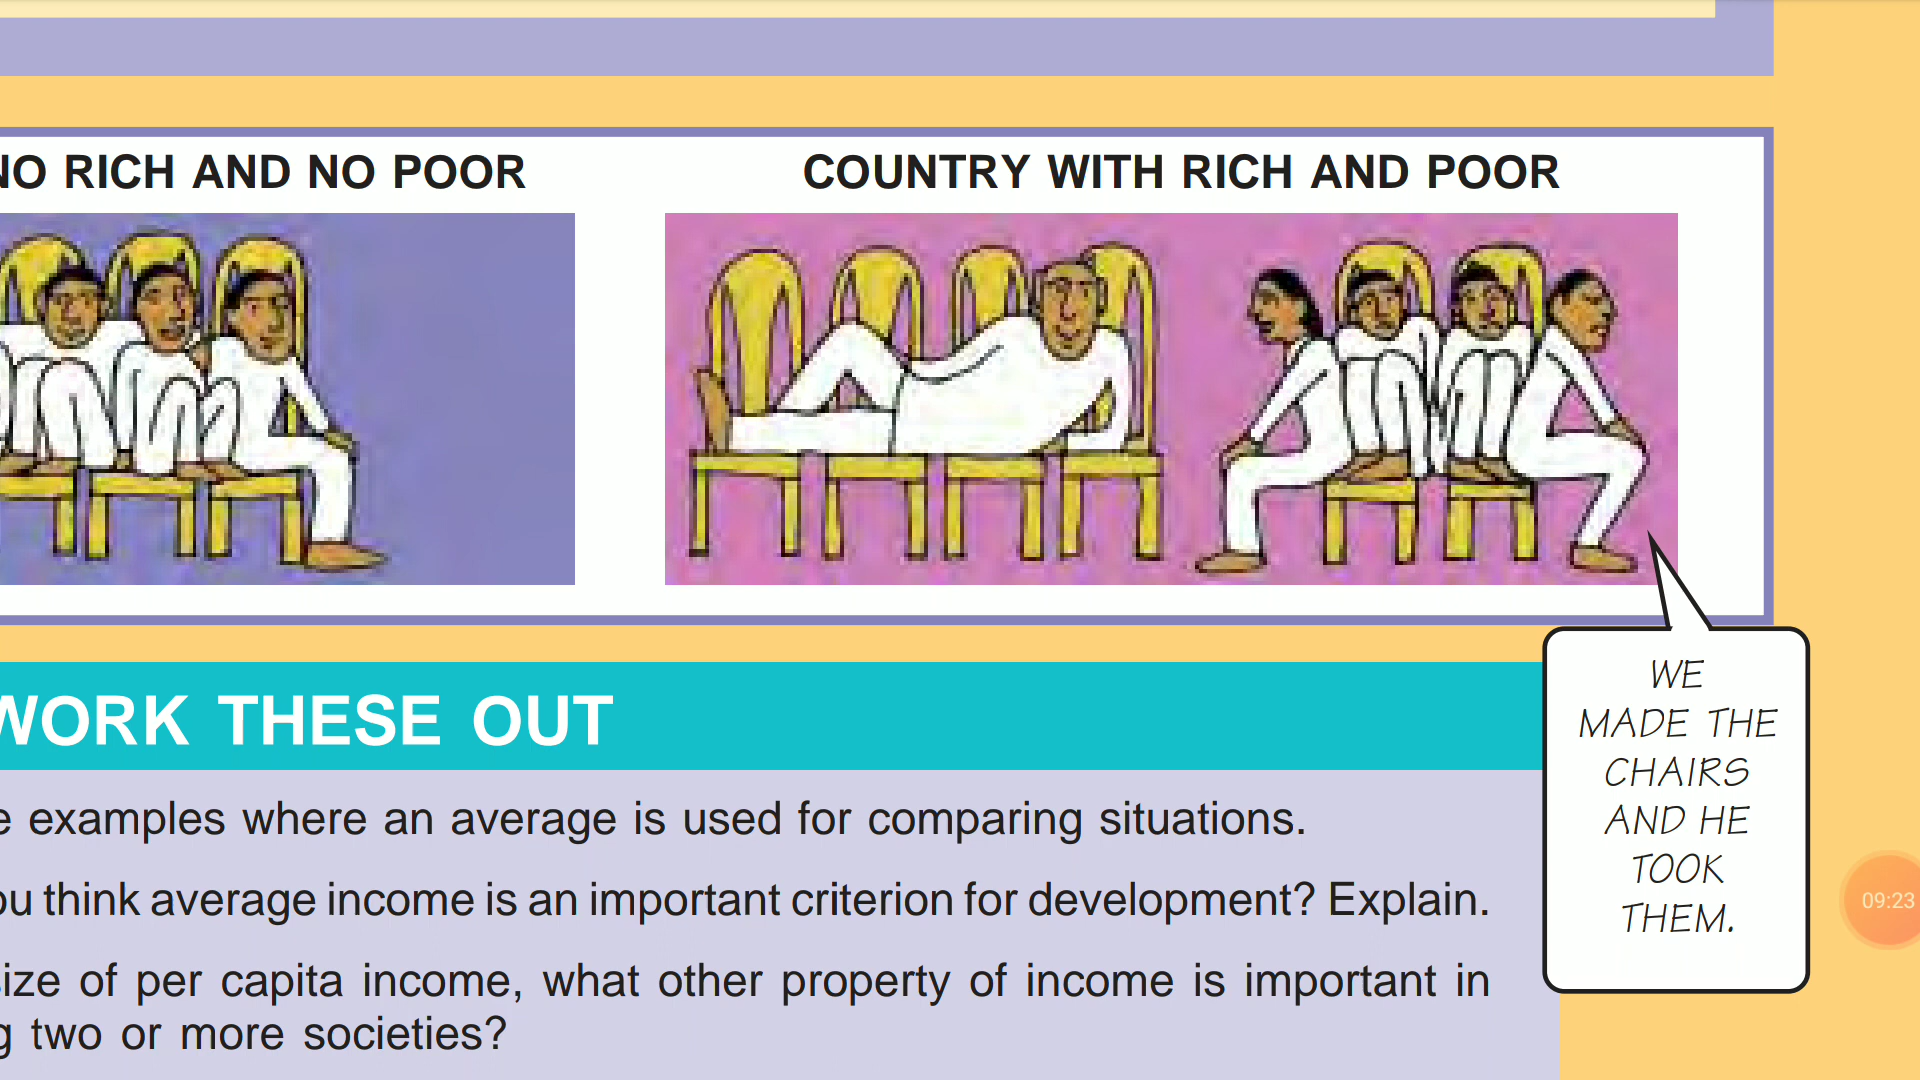 NO RICH AND NO POOR
COUNTRY WITH RICH AND POOR
WORK THESE OUT
WE
MADE THE
CHAIRS
AND HE
TOOK
THEM.
examples where an average is used for comparing situations.
think average income is an important criterion for development? Explain.
of per capita income, what other property of income is important in
two or more societies?
09:23